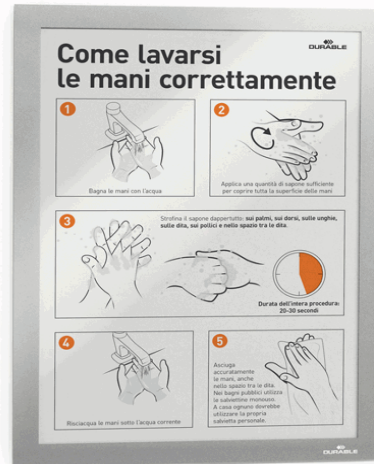 DURABLE
Come lavarsi
le mani correttamente
1
Bagna le mani con l'acqua
2
Applica una quantità di sapone sufficiente
per coprire tutta la superficie delle mani
3
Strofina il sapone dappertutto: sui palmi, sui dorsi, sulle unghie,
sulle dita, sui pollici e nello spazio tra le dita.
Durata dell'intera procedura:
20-30 secondi
4
Risciacqua le mani sotto l'acqua corrente
5
Asciuga
accuratamente
le mani, anche
nello spazio tra le dita.
Nei bagni pubblici utilizza
le salviettine monouso.
A casa ognuno dovrebbe
utilizzare la propria
salvietta personale.
DURABLE